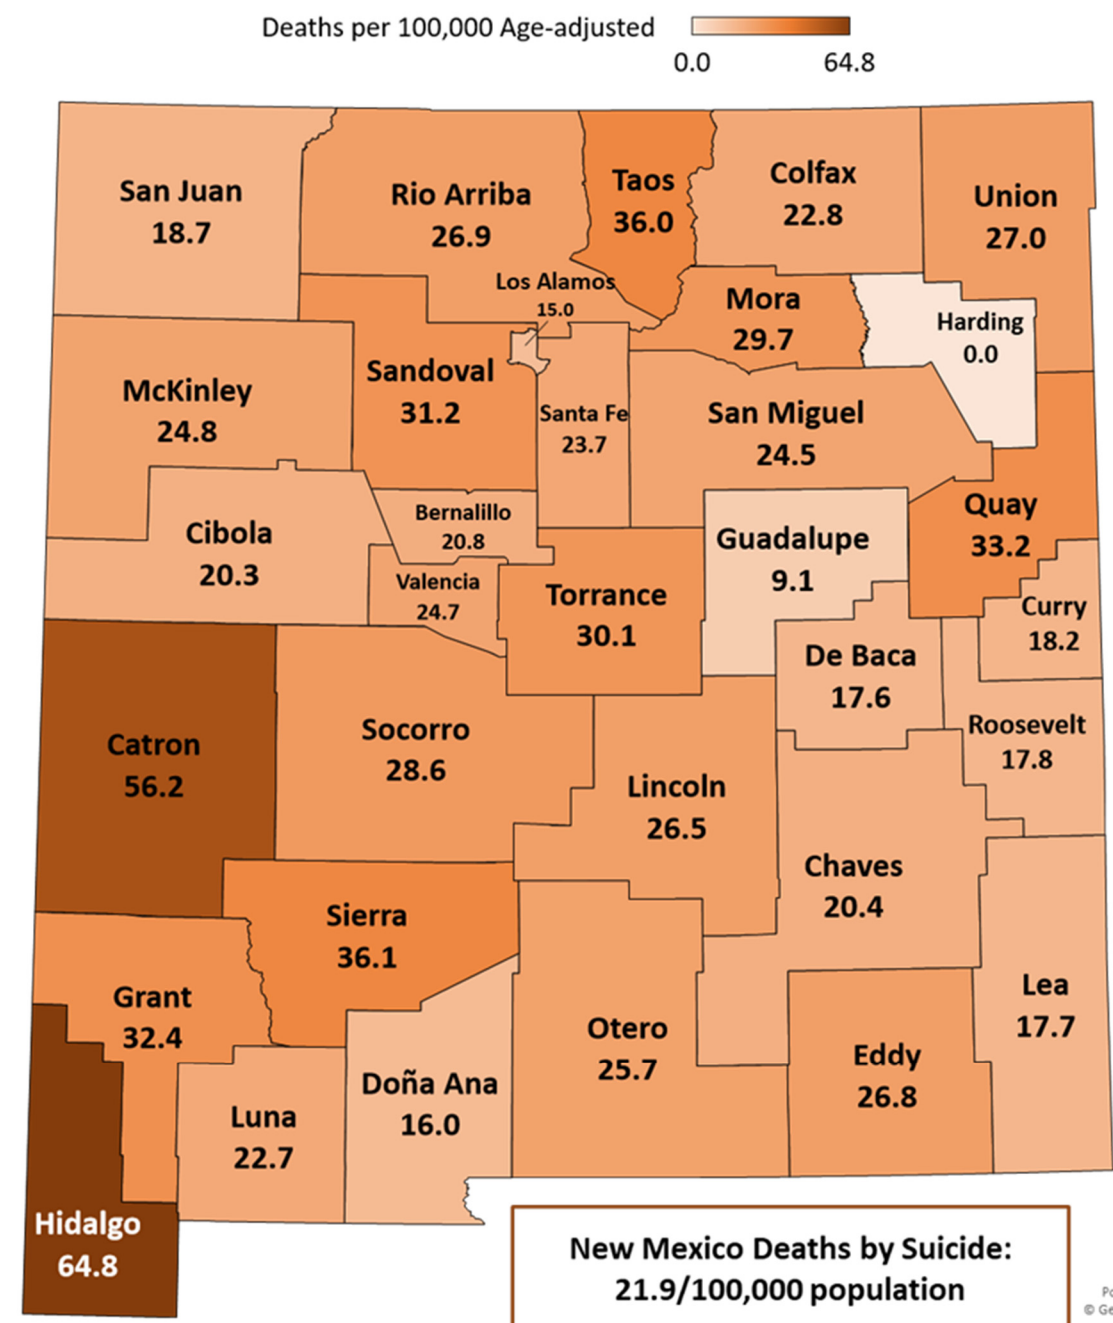 Deaths per 100,000 Age-adjusted
0.0
64.8
San Juan
18.7
Rio Arriba
26.9
Taos
36.0
Colfax
22.8
Union
27.0
Los Alamos
15.0
Mora
29.7
Harding
0.0
McKinley
24.8
Sandoval
31.2
Santa Fe
23.7
San Miguel
24.5
Quay
33.2
Cibola
20.3
Bernalillo
20.8
Guadalupe
9.1
Valencia
24.7
Torrance
30.1
Curry
18.2
De Baca
17.6
Catron
56.2
Socorro
28.6
Lincoln
26.5
Roosevelt
17.8
Chaves
20.4
Sierra
36.1
Grant
32.4
Otero
25.7
Lea
17.7
Eddy
26.8
Doña Ana
16.0
Luna
22.7
Hidalgo
64.8
New Mexico Deaths by Suicide:
21.9/100,000 population
Po
© Ge